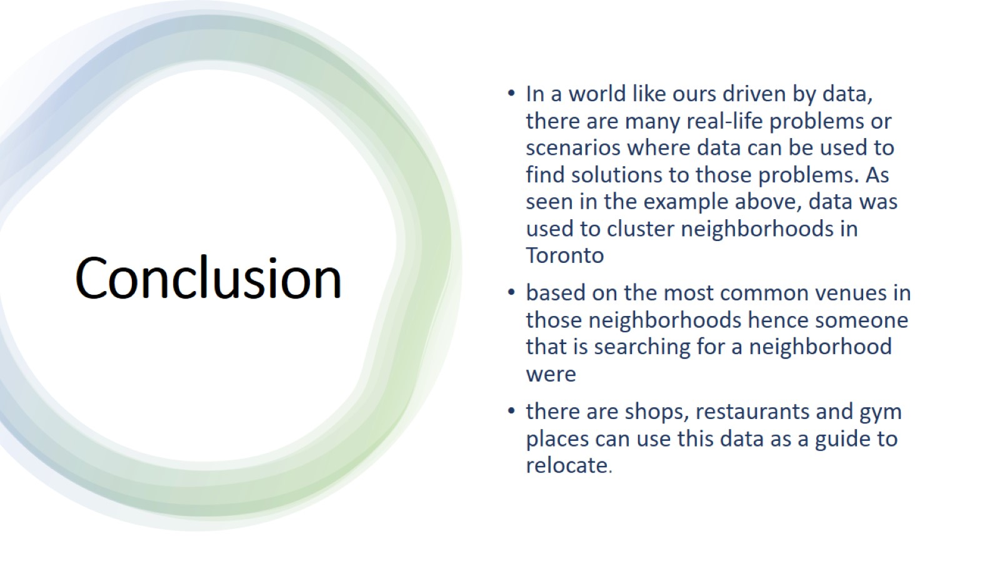 Conclusion
• In a world like ours driven by data,
there are many real-life problems or
scenarios where data can be used to
find solutions to those problems. As
seen in the example above, data was
used to cluster neighborhoods in
Toronto
• based on the most common venues in
those neighborhoods hence someone
that is searching for a neighborhood
were
• there are shops, restaurants and gym
places can use this data as a guide to
relocate.